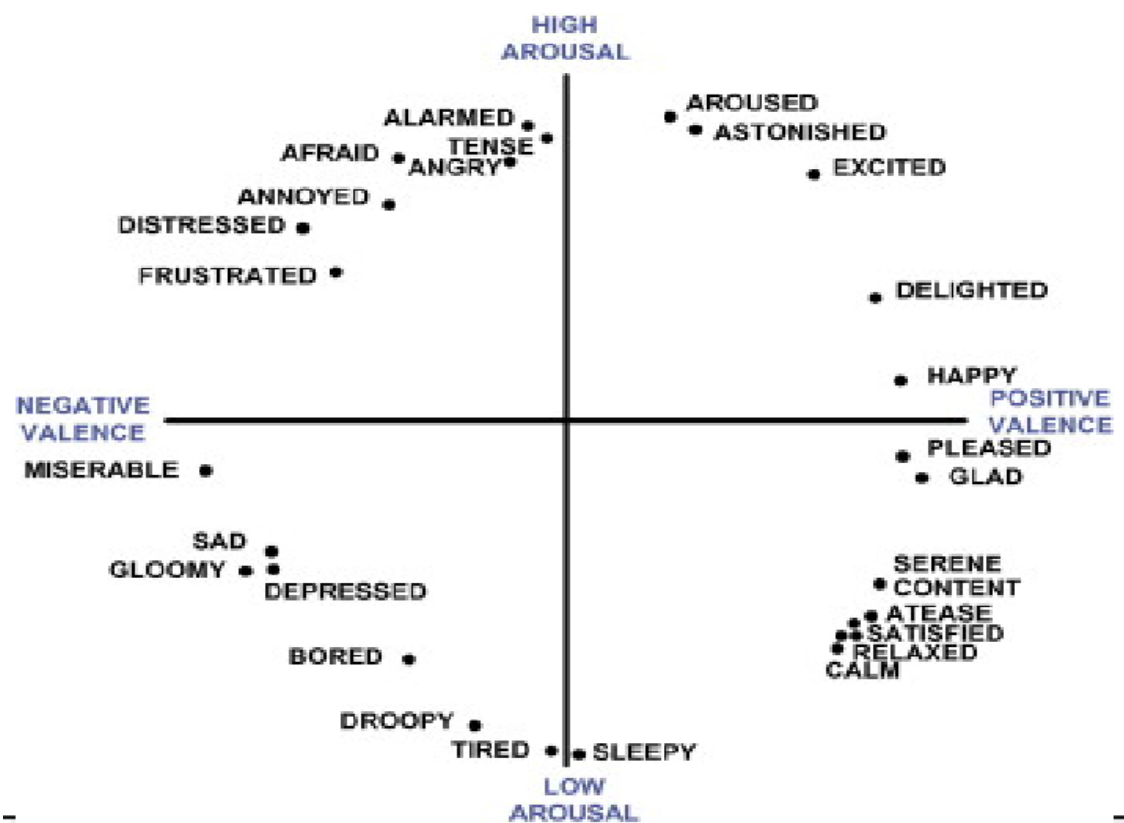 HIGH
AROUSAL
AROUSED
ALARMED
ASTONISHED
TENSE
AFRAID
ANGRY
EXCITED
ANNOYED
DISTRESSED
FRUSTRATED
DELIGHTED
HAPPY
NEGATIVE
VALENCE
POSITIVE
VALENCE
PLEASED
MISERABLE
GLAD
SAD
SERENE
GLOOMY
CONTENT
DEPRESSED
ATEASE
SATISFIED
BORED
RELAXED
CALM
DROOPY
TIRED
SLEEPY
LOW
AROUSAL